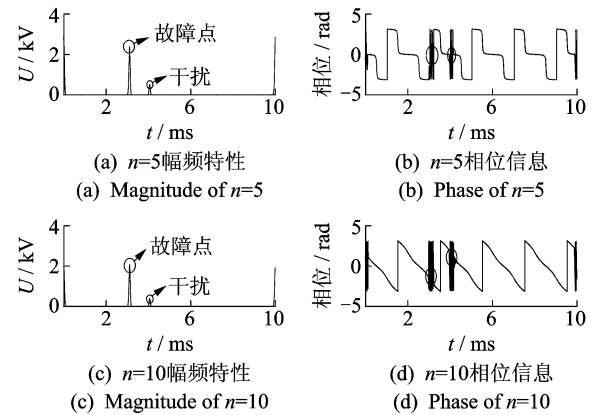 U / kV
4
2
0
故障点
干扰
2
6
10
t / ms
(a) n=5幅频特性
(a) Magnitude of n=5
相位 / rad
5
0
−5
2
6
10
t / ms
(b) n=5相位信息
(b) Phase of n=5
U / kV
4
2
0
故障点
干扰
2
6
10
t / ms
(c) n=10幅频特性
(c) Magnitude of n=10
相位 / rad
5
0
−5
2
6
10
t / ms
(d) n=10相位信息
(d) Phase of n=10